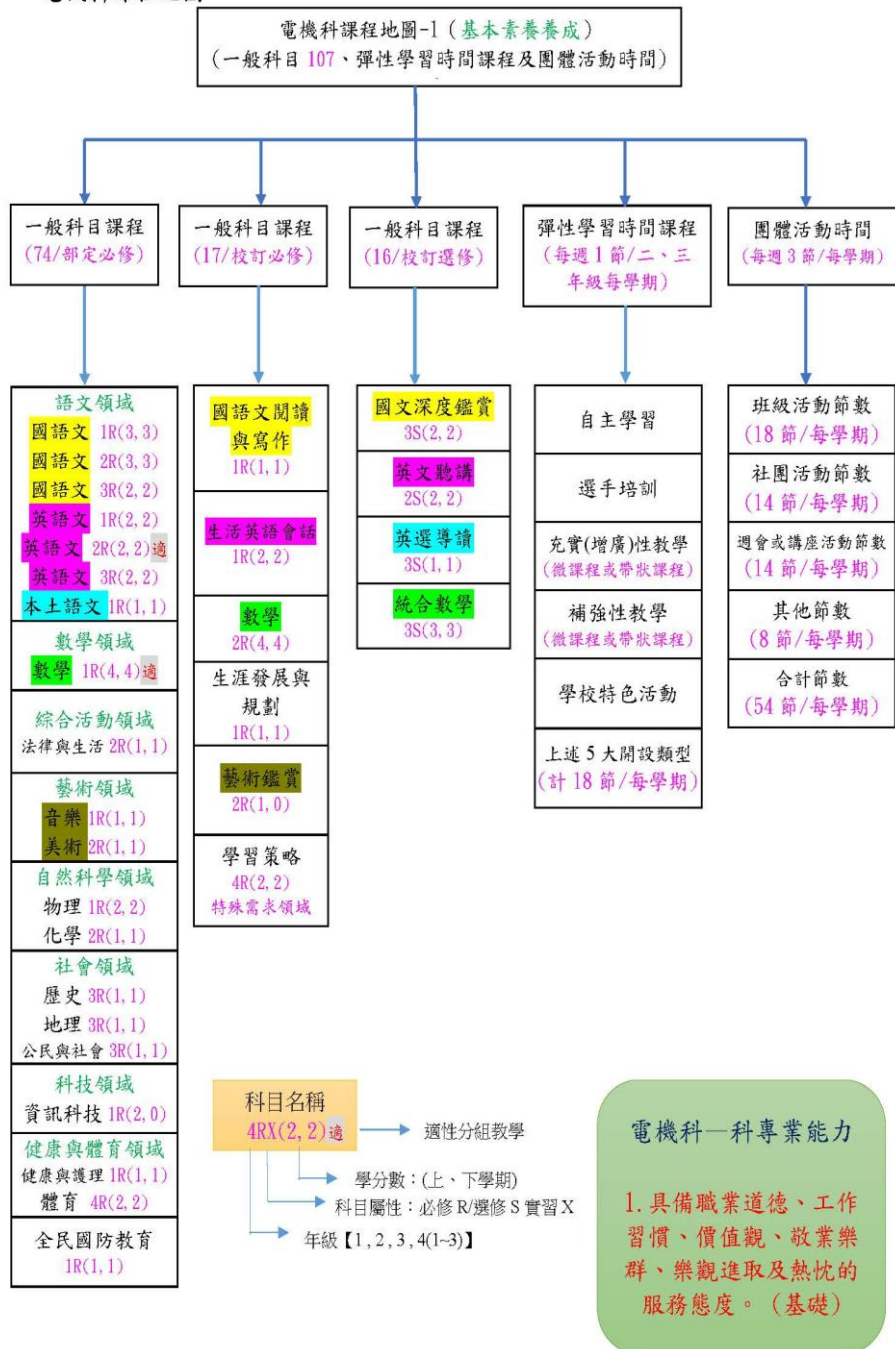 電機科課程地圖-1（基本素養養成）
（一般科目 107、彈性學習時間課程及團體活動時間）
一般科目課程
(74/部定必修)
一般科目課程
(17/校訂必修)
一般科目課程
(16/校訂選修)
彈性學習時間課程
(每週 1 節/二、三
年級每學期)
團體活動時間
(每週 3 節/每學期)
語文領域
國語文 1R(3,3)
國語文 2R(3,3)
國語文 3R(2,2)
英語文 1R(2,2)
英語文 2R(2,2)適
英語文 3R(2,2)
本土語文 1R(1,1)
數學領域
數學 1R(4,4)適
綜合活動領域
法律與生活 2R(1,1)
藝術領域
音樂 1R(1,1)
美術 2R(1,1)
自然科學領域
物理 1R(2,2)
化學 2R(1,1)
社會領域
歷史 3R(1,1)
地理 3R(1,1)
公民與社會 3R(1,1)
科技領域
資訊科技 1R(2,0)
健康與體育領域
健康與護理 1R(1,1)
體育 4R(2,2)
全民國防教育
1R(1,1)
國語文閱讀
與寫作
1R(1,1)
生活英語會話
1R(2,2)
數學
2R(4,4)
生涯發展與
規劃
1R(1,1)
藝術鑑賞
2R(1,0)
學習策略
4R(2,2)
特殊需求領域
國文深度鑑賞
3S(2,2)
英文聽講
2S(2,2)
英選導讀
3S(1,1)
統合數學
3S(3,3)
自主學習
選手培訓
充實(增廣)性教學
(微課程或帶狀課程)
補強性教學
(微課程或帶狀課程)
學校特色活動
上述 5 大開設類型
(計 18 節/每學期)
班級活動節數
(18 節/每學期)
社團活動節數
(14 節/每學期)
週會或講座活動節數
(14 節/每學期)
其他節數
(8 節/每學期)
合計節數
(54 節/每學期)
科目名稱
4RX(2,2)適
適性分組教學
學分數：(上、下學期)
科目屬性：必修 R/選修 S 實習 X
年級【1,2,3,4(1~3)】
電機科—科專業能力
1.具備職業道德、工作
習慣、價值觀、敬業樂
群、樂觀進取及熱忱的
服務態度。（基礎）